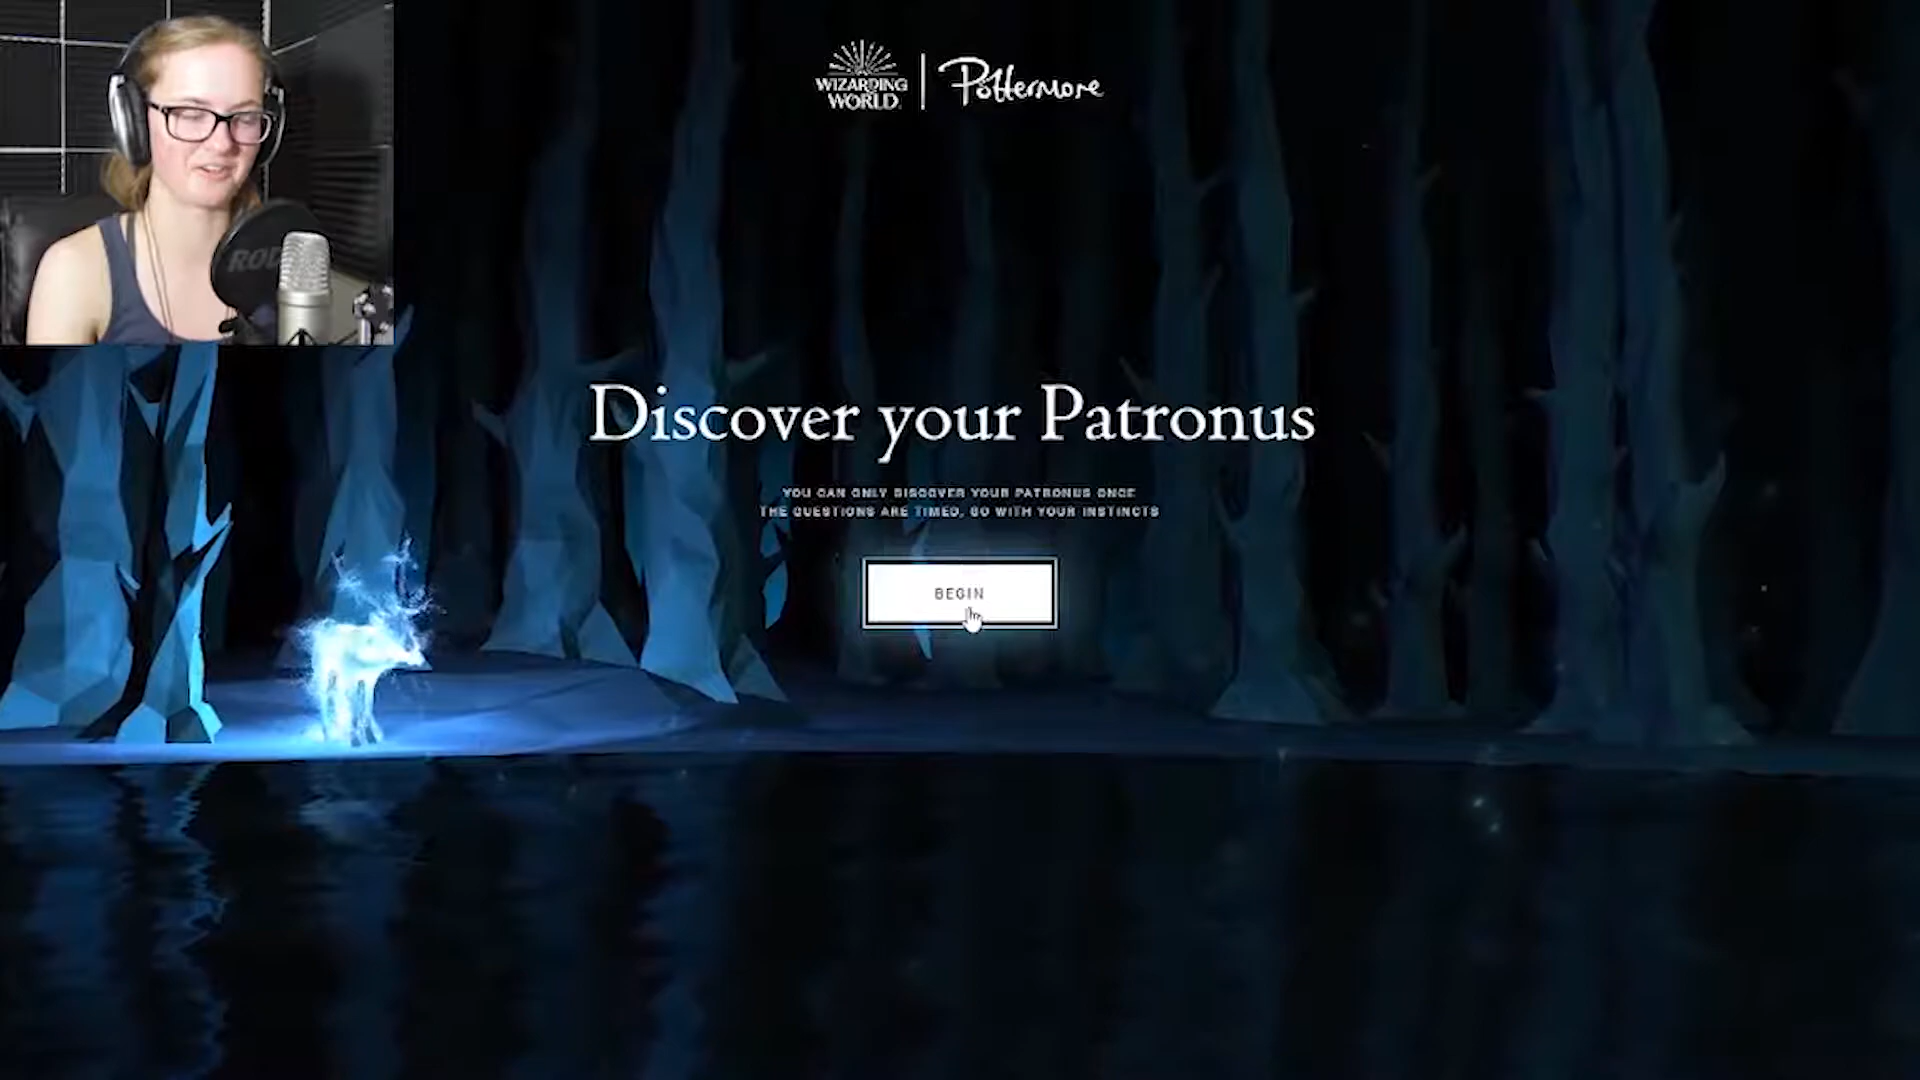 WIZARDING
WORLD
Pottermore
RODE
Discover your Patronus
YOU CAN ONLY DISCOVER YOUR PATRONUS ONCE
THE QUESTIONS ARE TIMED, GO WITH YOUR INSTINCTS
BEGIN